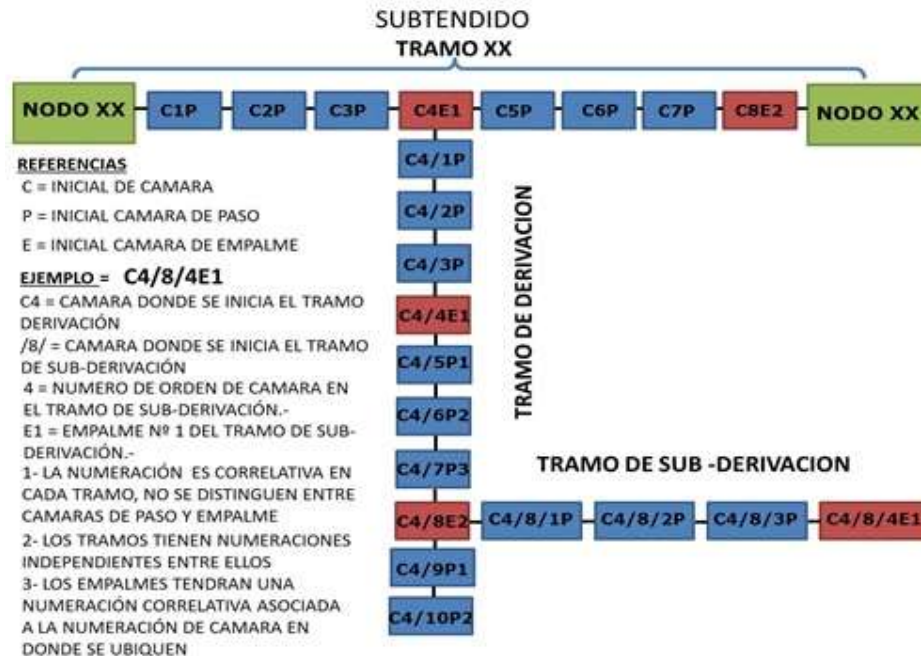 SUBTENDIDO
TRAMO XX
NODO XX
C1P
C2P
C3P
C4E1
C5P
C6P
C7P
C8E2
NODO XX
REFERENCIAS
C = INICIAL DE CAMARA
P = INICIAL CAMARA DE PASO
E = INICIAL CAMARA DE EMPALME
EJEMPLO = C4/8/4E1
C4 = CAMARA DONDE SE INICIA EL TRAMO
DERIVACIÓN
/8/ = CAMARA DONDE SE INICIA EL TRAMO
DE SUB-DERIVACIÓN
4 = NUMERO DE ORDEN DE CAMARA EN
EL TRAMO DE SUB-DERIVACIÓN.-
E1 = EMPALME Nº 1 DEL TRAMO DE SUB-
DERIVACIÓN.-
1- LA NUMERACIÓN ES CORRELATIVA EN
CADA TRAMO, NO SE DISTINGUEN ENTRE
CAMARAS DE PASO Y EMPALME
2- LOS TRAMOS TIENEN NUMERACIONES
INDEPENDIENTES ENTRE ELLOS
3- LOS EMPALMES TENDRAN UNA
NUMERACIÓN CORRELATIVA ASOCIADA
A LA NUMERACIÓN DE CAMARA EN
DONDE SE UBIQUEN
C4/1P
C4/2P
C4/3P
C4/4E1
C4/5P1
C4/6P2
C4/7P3
C4/8E2
C4/9P1
C4/10P2
TRAMO DE DERIVACION
TRAMO DE SUB -DERIVACION
C4/8/1P
C4/8/2P
C4/8/3P
C4/8/4E1